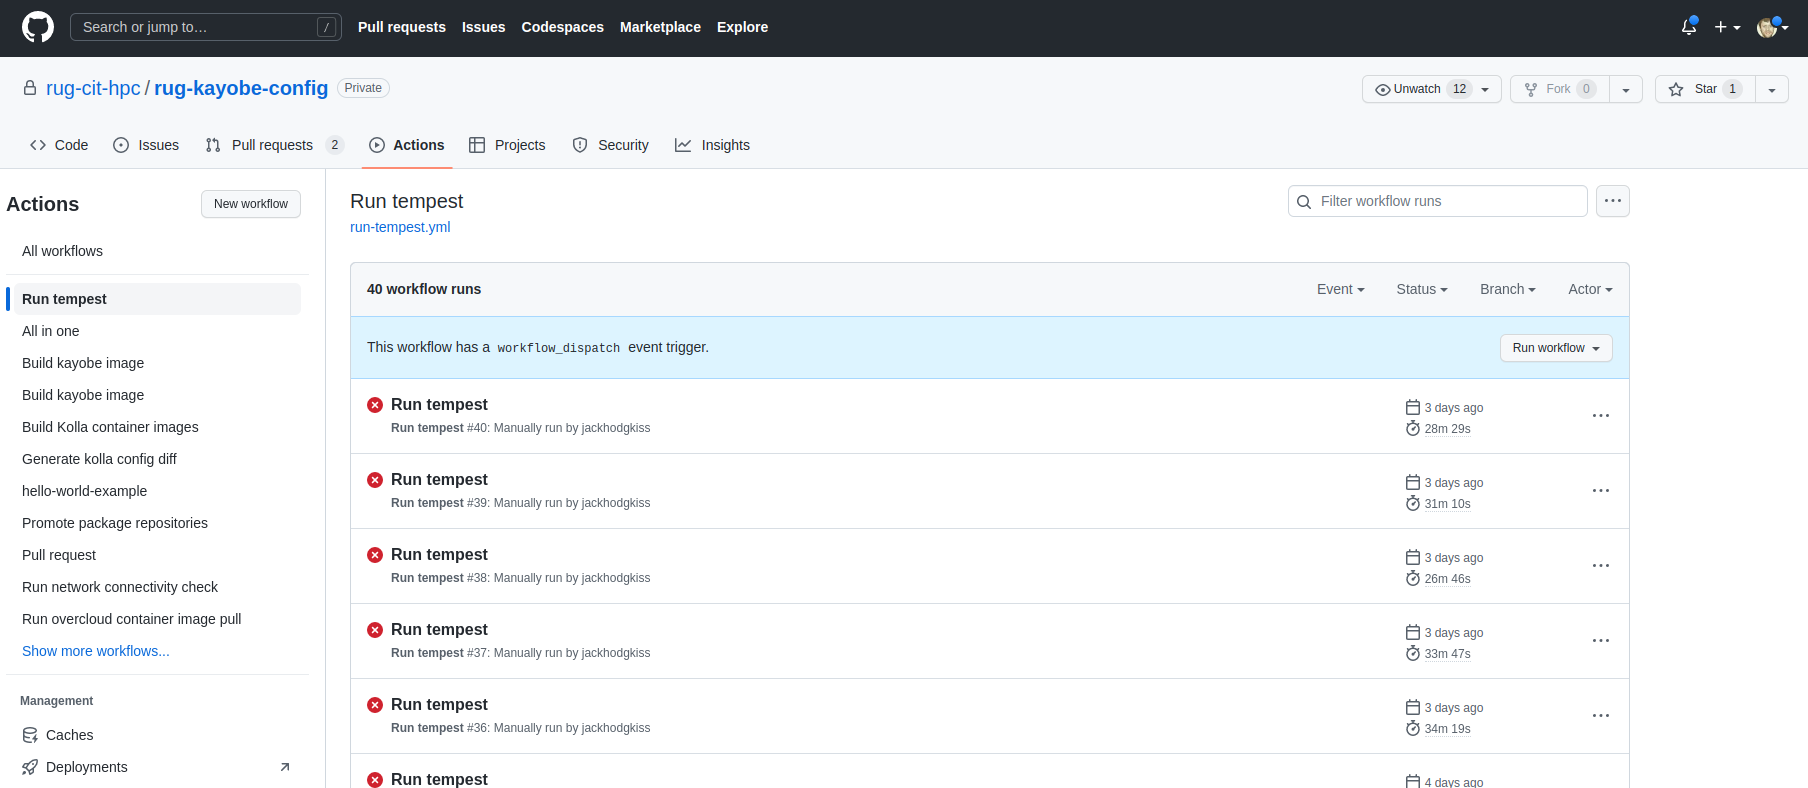 Search or jump to… /
Pull requests Issues Codespaces Marketplace Explore
rug-cit-hpc / rug-kayobe-config Private
Unwatch 12 Fork 0 Star 1
Code Issues Pull requests 2 Actions Projects Security Insights
Actions
New workflow
All workflows
Run tempest
All in one
Build kayobe image
Build kayobe image
Build Kolla container images
Generate kolla config diff
hello-world-example
Promote package repositories
Pull request
Run network connectivity check
Run overcloud container image pull
Show more workflows...
Management
Caches
Deployments
Run tempest
run-tempest.yml
Filter workflow runs
40 workflow runs
Event Status Branch Actor
This workflow has a workflow_dispatch event trigger.
Run workflow
Run tempest
Run tempest #40: Manually run by jackhodgkiss
3 days ago
28m 29s
Run tempest
Run tempest #39: Manually run by jackhodgkiss
3 days ago
31m 10s
Run tempest
Run tempest #38: Manually run by jackhodgkiss
3 days ago
26m 46s
Run tempest
Run tempest #37: Manually run by jackhodgkiss
3 days ago
33m 47s
Run tempest
Run tempest #36: Manually run by jackhodgkiss
3 days ago
34m 19s
Run tempest
4 days ago